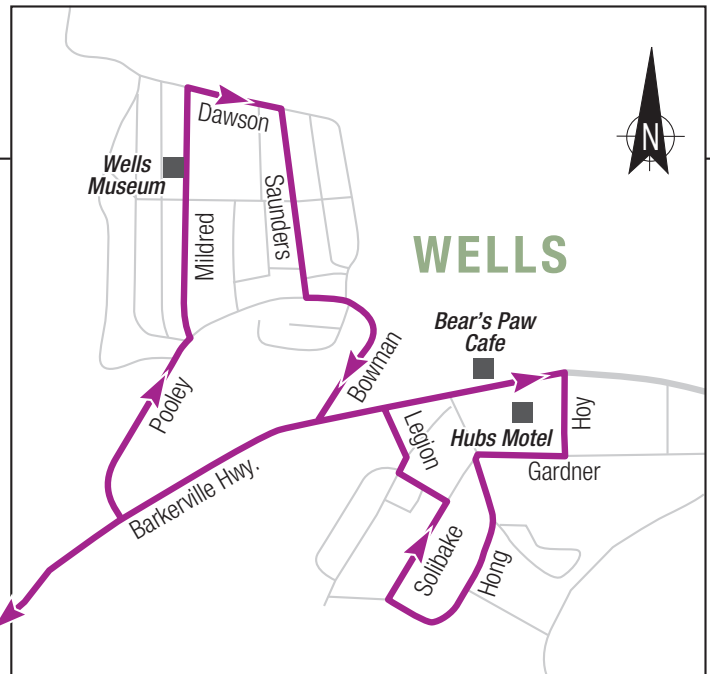 Dawson
N
Wells
Museum
Saunders
Mildred
WELLS
Bear's Paw
Cafe
Bowman
Pooley
Legion
Hubs Motel
Hoy
Gardner
Barkerville Hwy.
Solibake
Hong